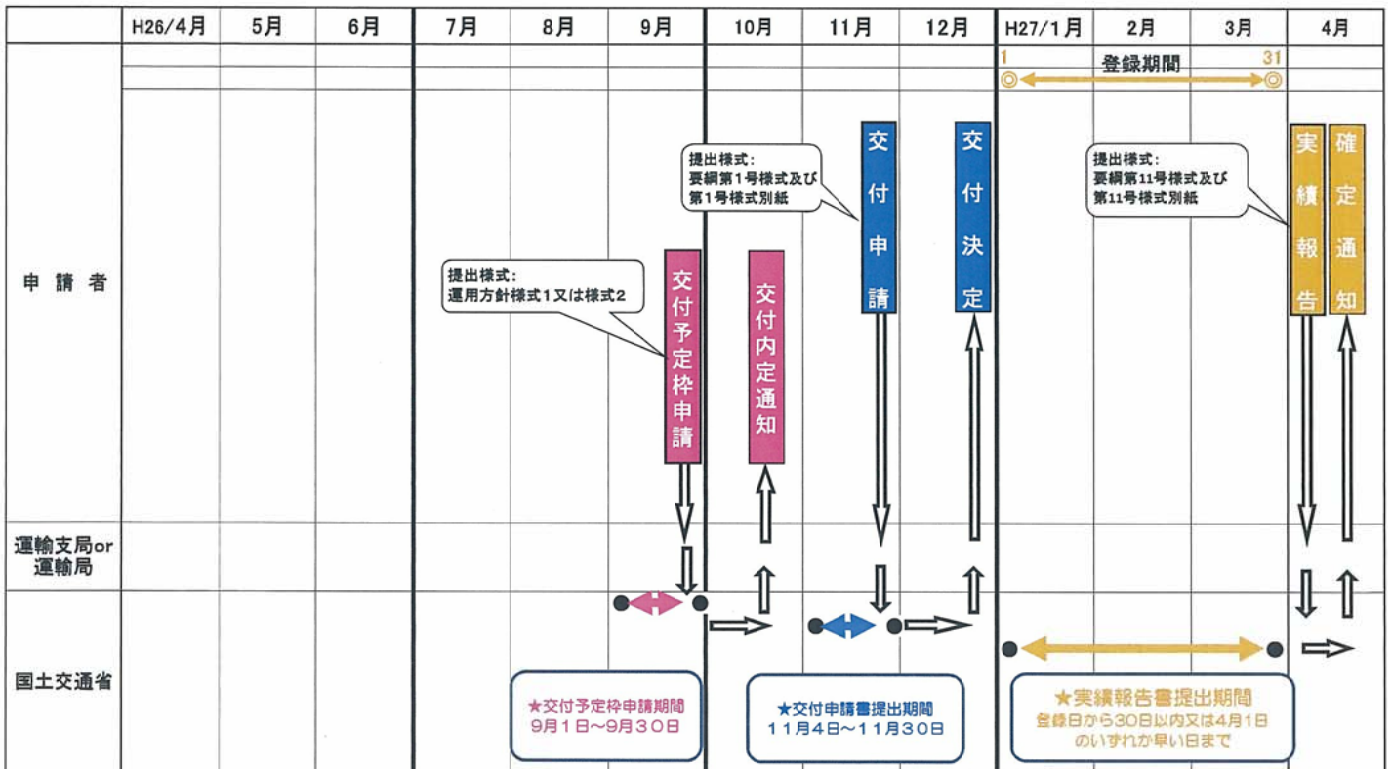 H26/4月 5月 6月 7月 8月 9月 10月 11月 12月 H27/1月 2月 3月 4月
1 登録期間 31
申請者
提出様式:
運用方針様式1又は様式2
交付予定枠申請
交付内定通知
提出様式:
要綱第1号様式及び
第1号様式別紙
交付申請
交付決定
提出様式:
要綱第11号様式及び
第11号様式別紙
実績報告
確定通知
運輸支局or
運輸局
国土交通省
★交付予定枠申請期間
9月1日~9月30日
★交付申請書提出期間
11月4日~11月30日
★実績報告書提出期間
登録日から30日以内又は4月1日
のいずれか早い日まで